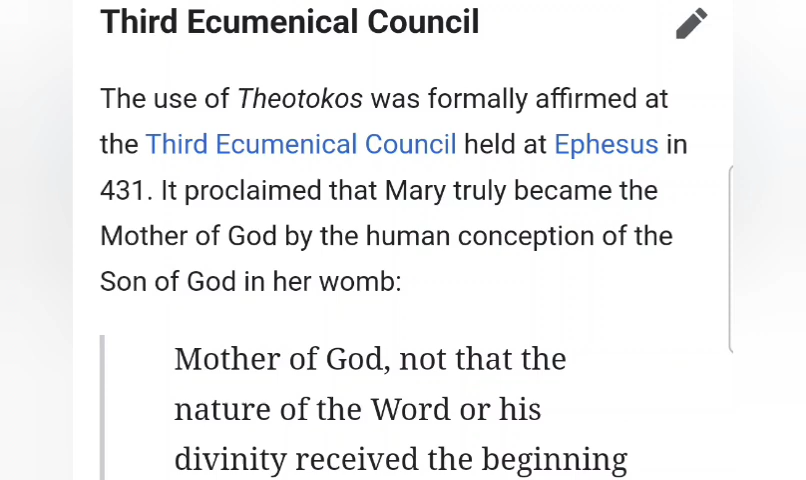 Third Ecumenical Council
The use of Theotokos was formally affirmed at
the Third Ecumenical Council held at Ephesus in
431. It proclaimed that Mary truly became the
Mother of God by the human conception of the
Son of God in her womb:
Mother of God, not that the
nature of the Word or his
divinity received the beginning